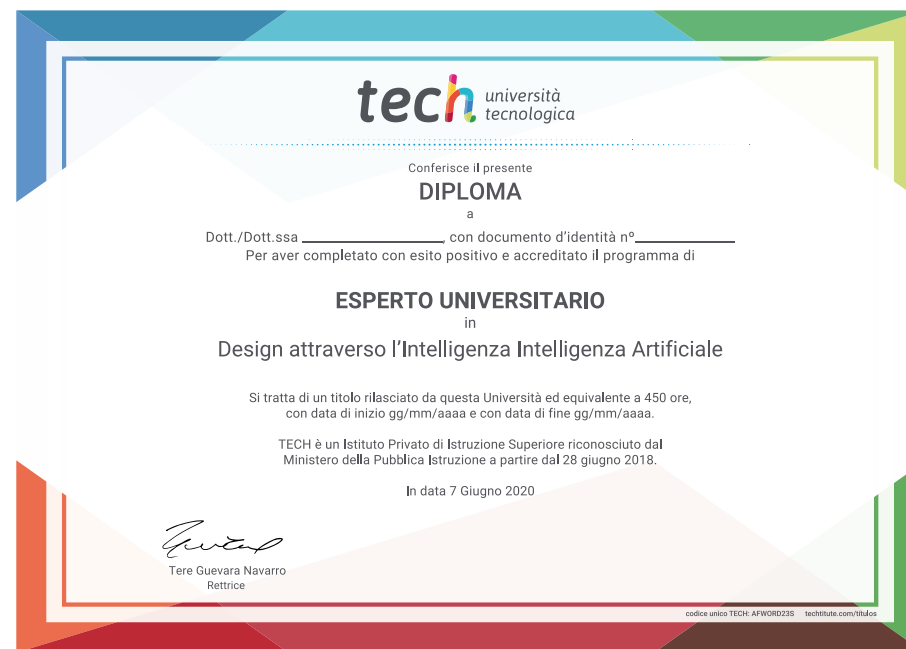 tech università
tecnologica
Conferisce il presente
DIPLOMA
a
Dott./Dott.ssa ____________, con documento d'identità nº____________
Per aver completato con esito positivo e accreditato il programma di
ESPERTO UNIVERSITARIO
in
Design attraverso l'Intelligenza Intelligenza Artificiale
Si tratta di un titolo rilasciato da questa Università ed equivalente a 450 ore,
con data di inizio gg/mm/aaaa e con data di fine gg/mm/aaaa.
TECH è un Istituto Privato di Istruzione Superiore riconosciuto dal
Ministero della Pubblica Istruzione a partire dal 28 giugno 2018.
In data 7 Giugno 2020
Tere Guevara Navarro
Rettrice
codice unico TECH: AFWORD23S techtitute.com/titulos